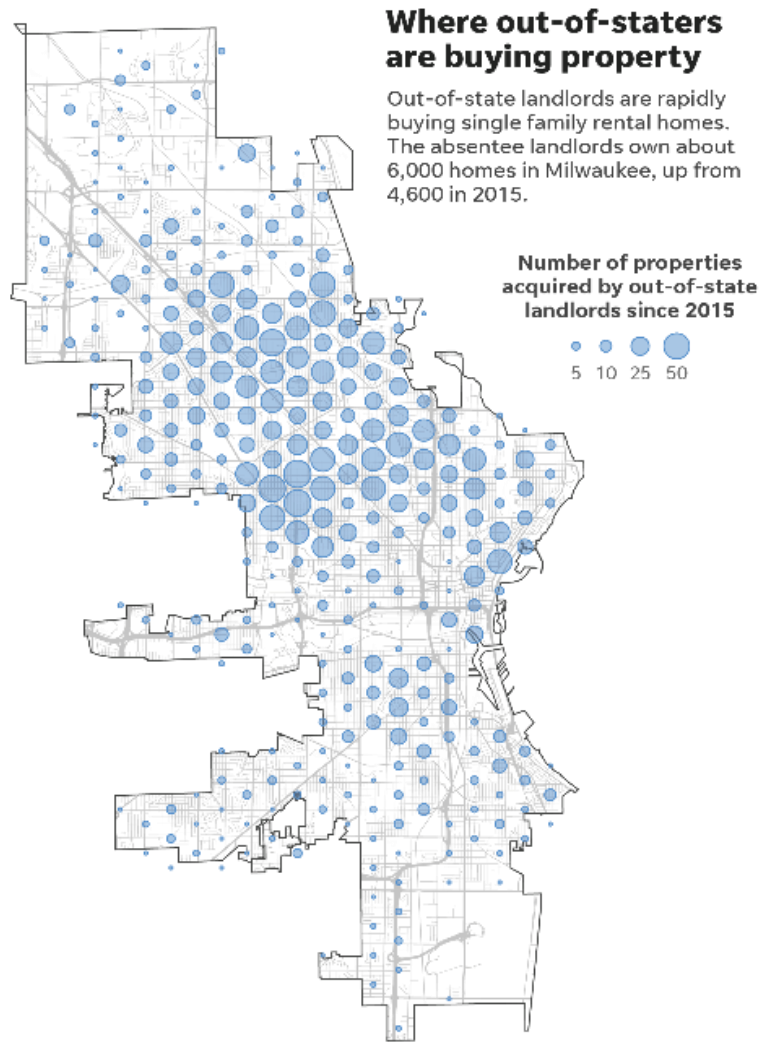 Where out-of-staters
are buying property
Out-of-state landlords are rapidly
buying single family rental homes.
The absentee landlords own about
6,000 homes in Milwaukee, up from
4,600 in 2015.
Number of properties
acquired by out-of-state
landlords since 2015
5 10 25 50